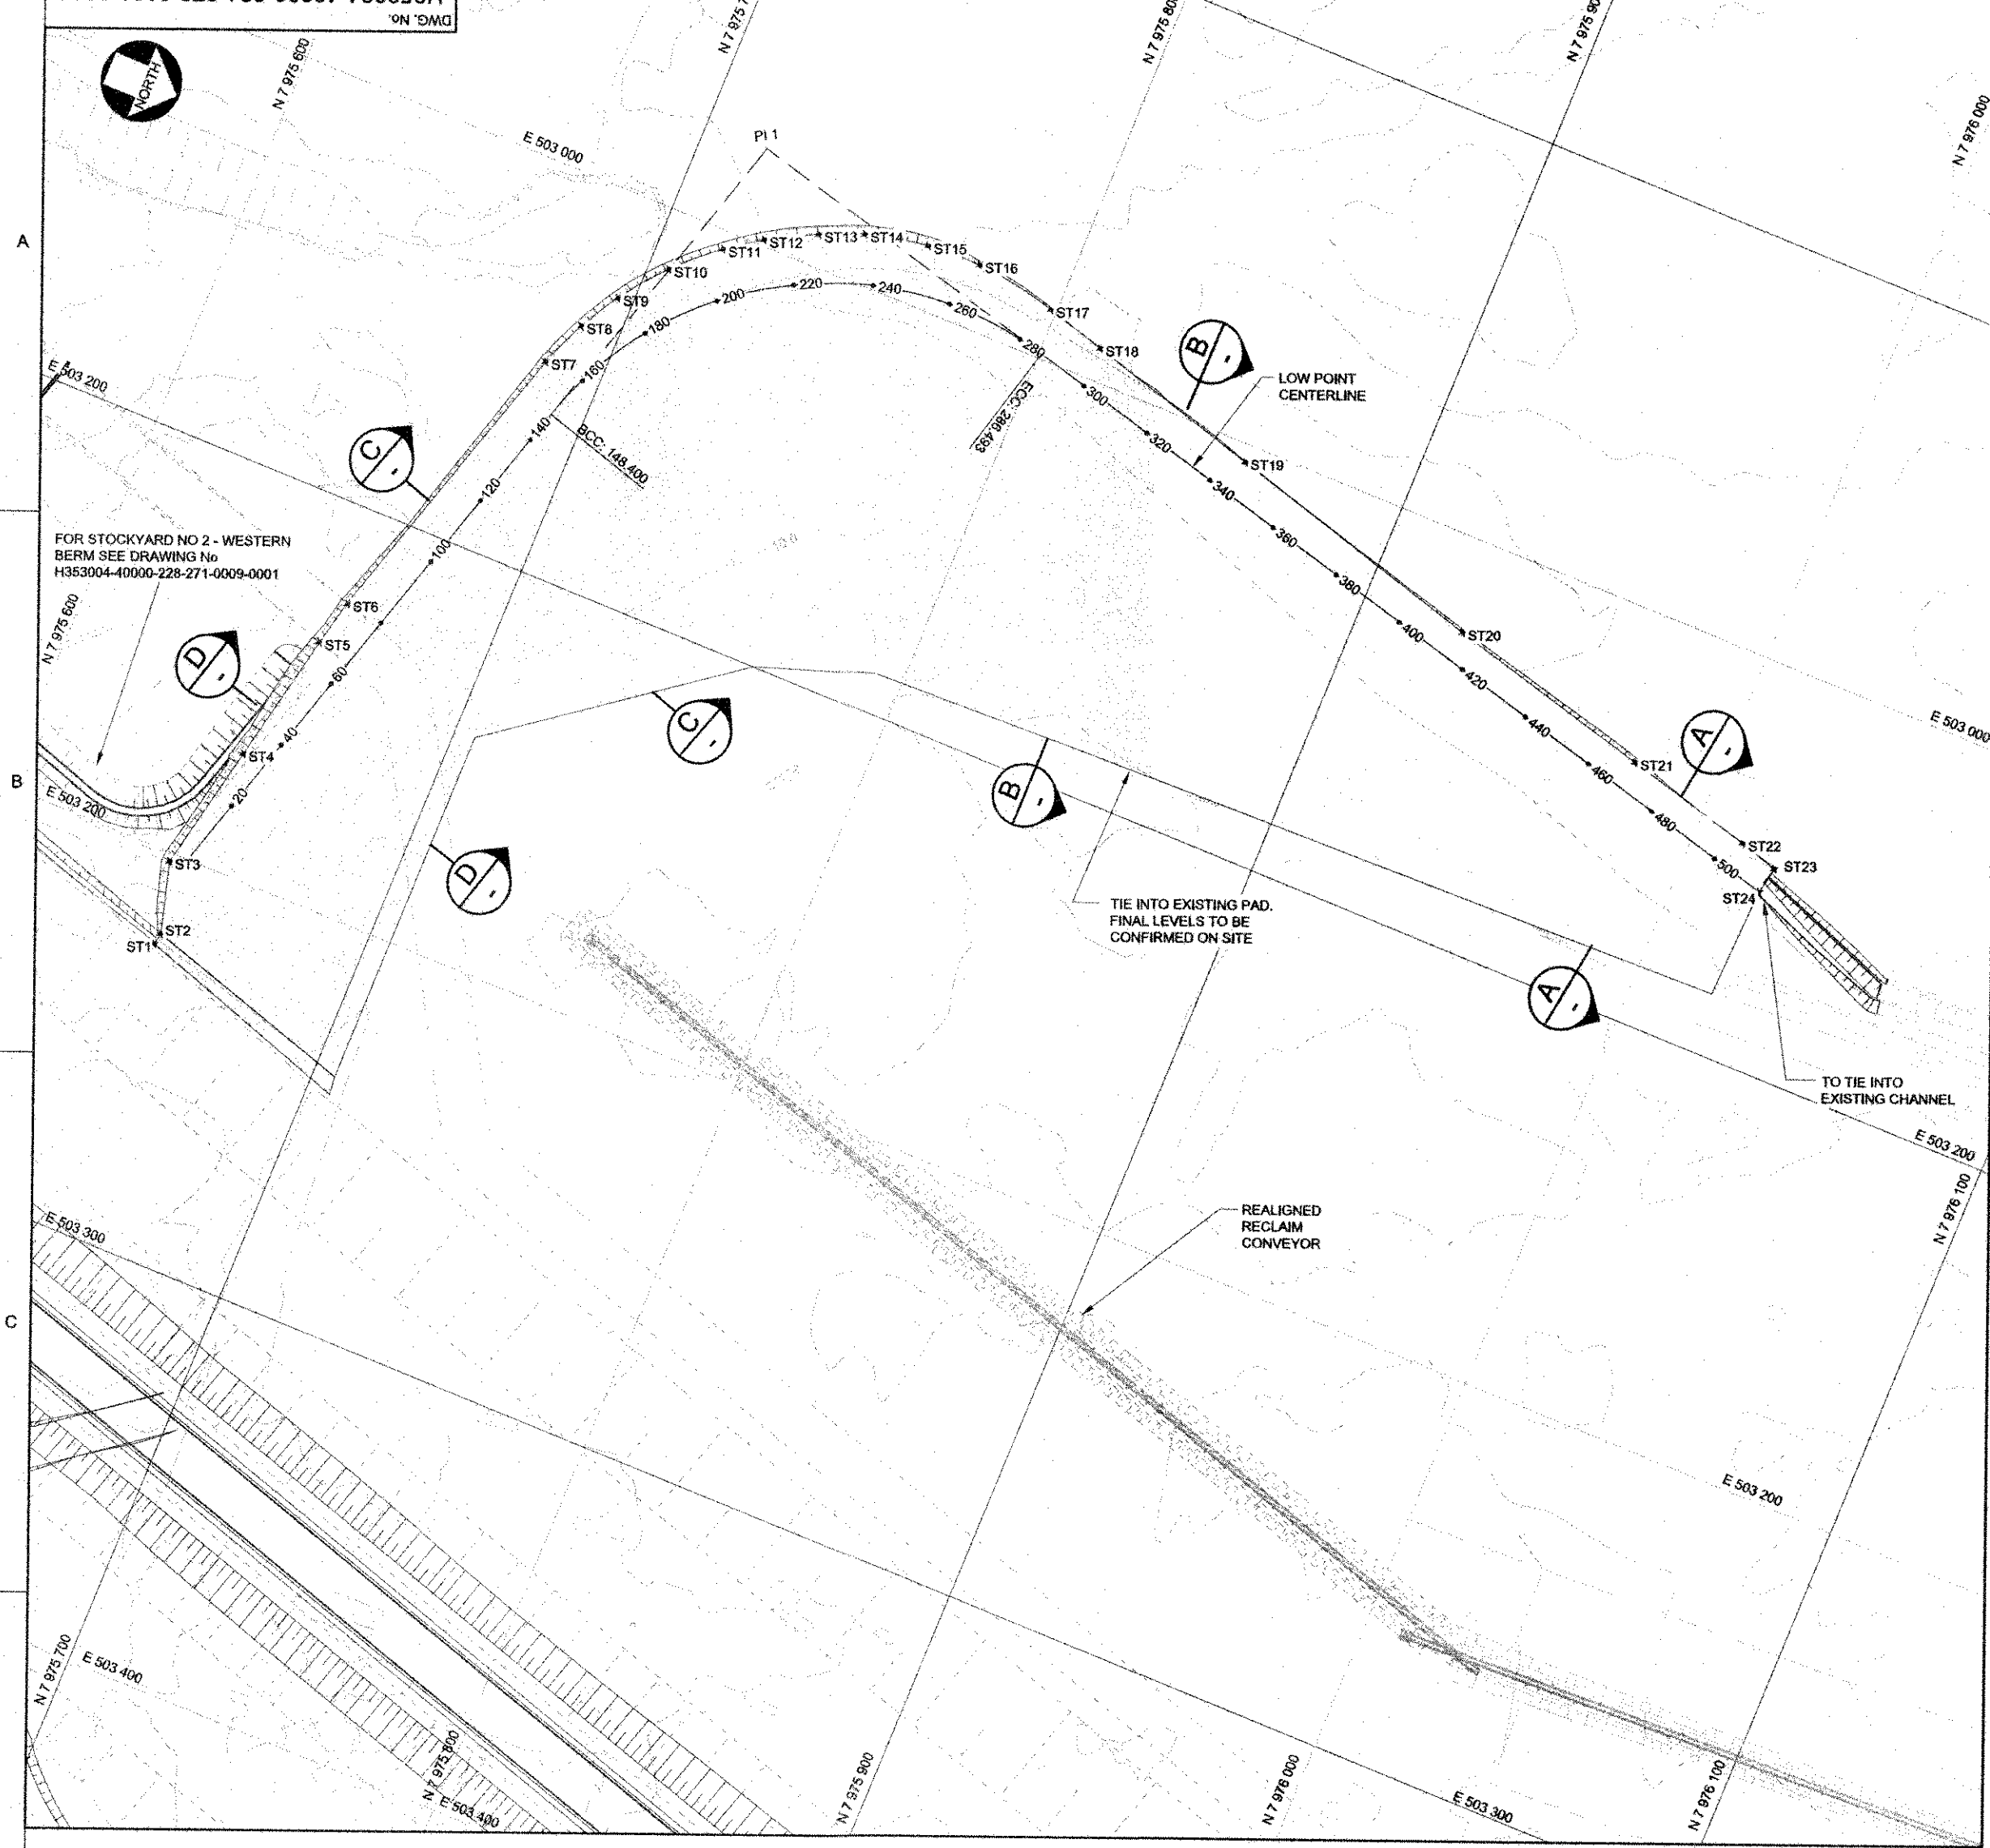 DWG. No.
NORTH
N 7 975 600
N 7 975 800
N 7 976 000
E 503 000
PI 1
A
ST10
ST11
ST12
ST13
ST14
ST15
ST16
ST17
ST18
ST9
ST8
ST7
180
200
220
240
260
280
160
140
120
100
300
320
340
360
380
400
420
440
460
480
500
BCC: 148.400
ECC: 286.493
B
-
LOW POINT
CENTERLINE
E 503 200
C
-
ST19
FOR STOCKYARD NO 2 - WESTERN
BERM SEE DRAWING No
H353004-40000-228-271-0009-0001
N 7 975 600
ST6
ST5
D
-
60
40
20
ST4
ST3
ST2
ST1
ST20
ST21
ST22
ST23
ST24
A
-
E 503 000
B
E 503 200
C
-
B
-
D
-
A
-
TIE INTO EXISTING PAD.
FINAL LEVELS TO BE
CONFIRMED ON SITE
TO TIE INTO
EXISTING CHANNEL
E 503 200
N 7 976 100
E 503 300
REALIGNED
RECLAIM
CONVEYOR
C
E 503 200
N 7 975 700
E 503 400
N 7 975 800
E 503 400
N 7 975 900
N 7 976 000
E 503 300
N 7 976 100